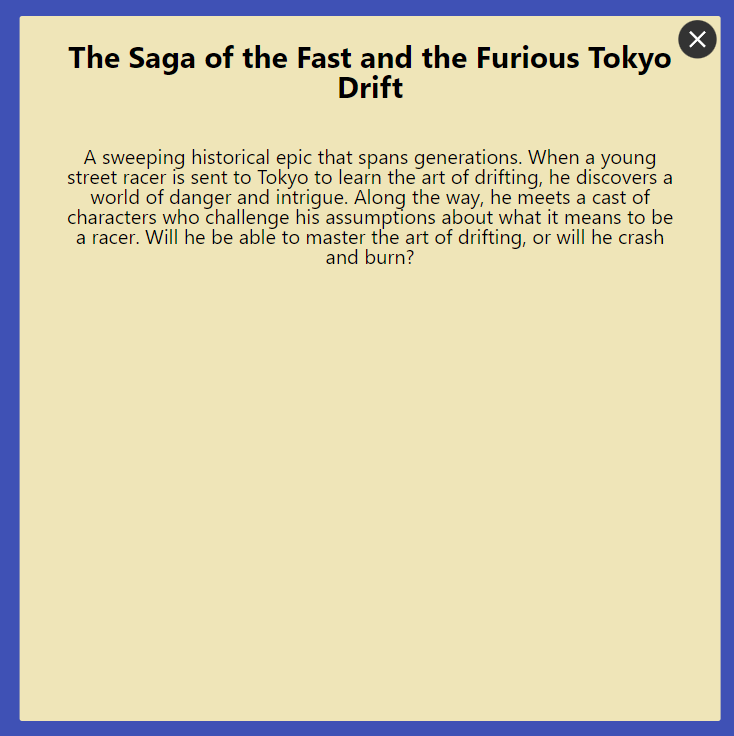 The Saga of the Fast and the Furious Tokyo
Drift
A sweeping historical epic that spans generations. When a young
street racer is sent to Tokyo to learn the art of drifting, he discovers a
world of danger and intrigue. Along the way, he meets a cast of
characters who challenge his assumptions about what it means to be
a racer. Will he be able to master the art of drifting, or will he crash
and burn?